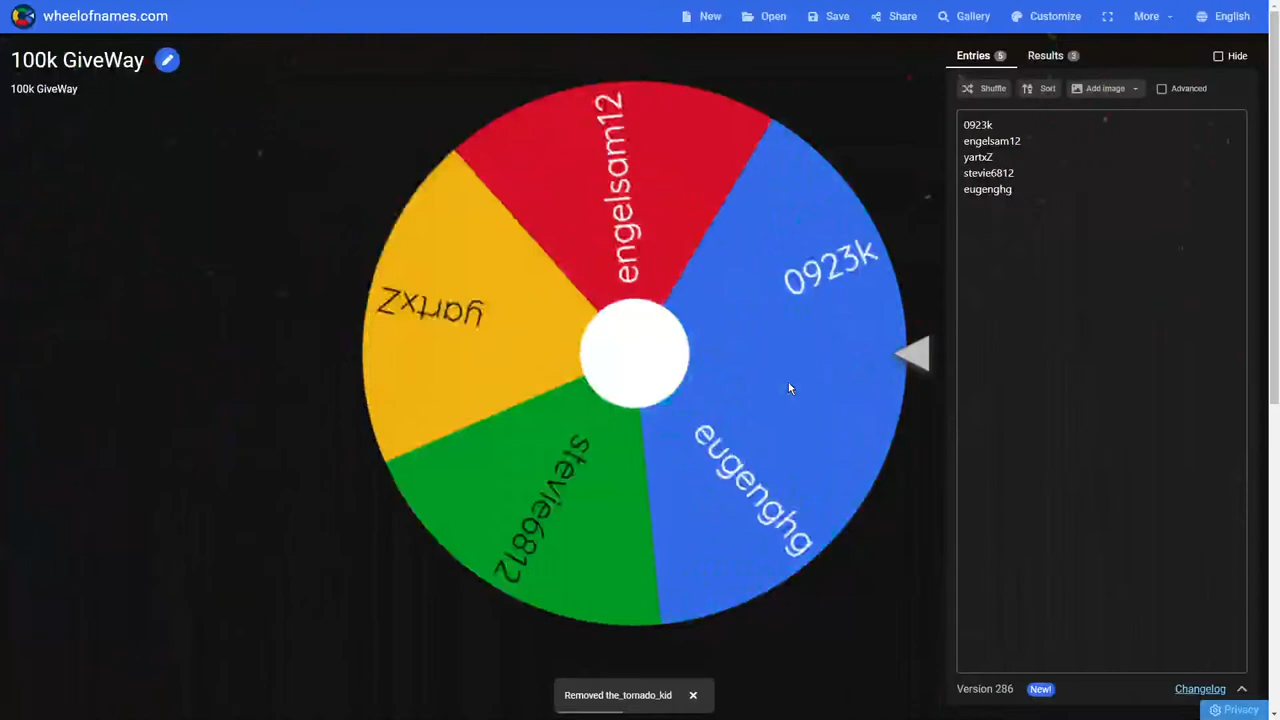 wheelofnames.com
New
Open
Save
Share
Gallery
Customize
More
English
100k GiveWay
100k GiveWay
Entries 5
Results 3
Hide
Shuffle
Sort
Add image
Advanced
0923k
engelsam12
yartxZ
stevie6812
eugenghg
engelsam12
0923k
yartxZ
eugenghg
stevie6812
Removed the_tornado_kid
Version 286
New!
Changelog
Privacy